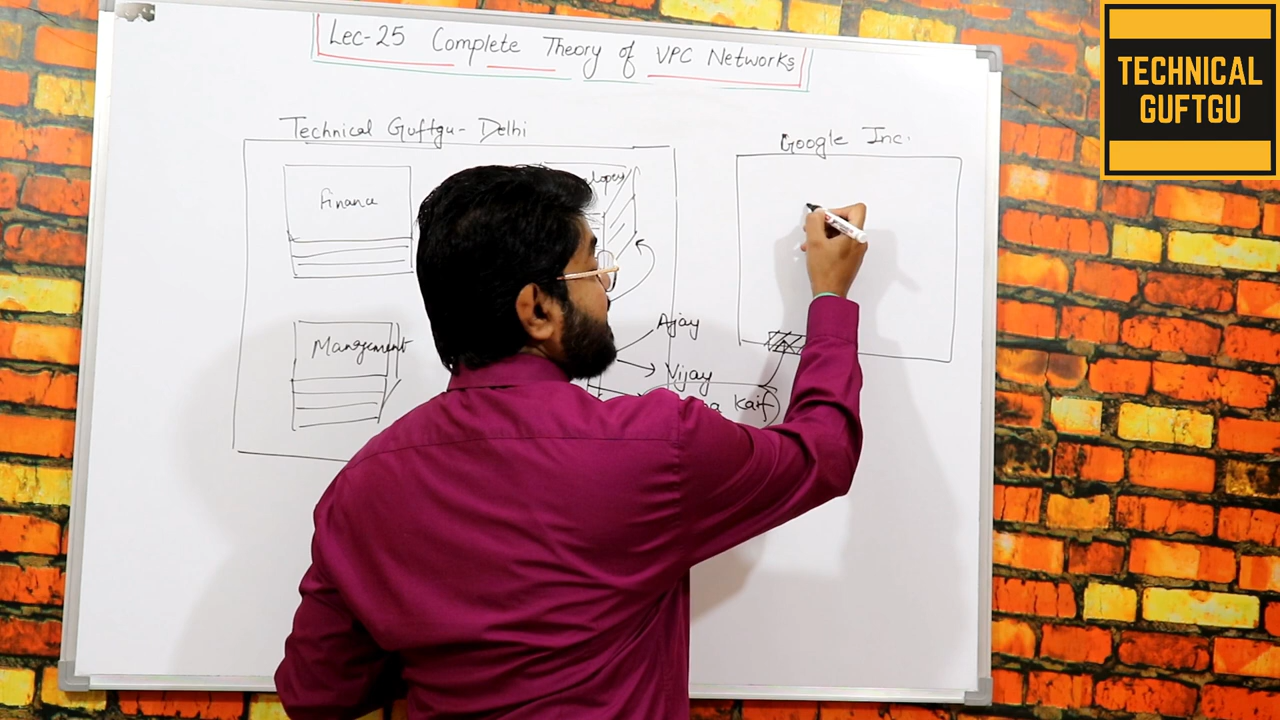 Lec-25 Complete Theory of VPC Networks
TECHNICAL
GUFTGU
Technical Guftgu - Delhi
Google Inc.
Finance
Management
Ajay
Vijay
Kaif